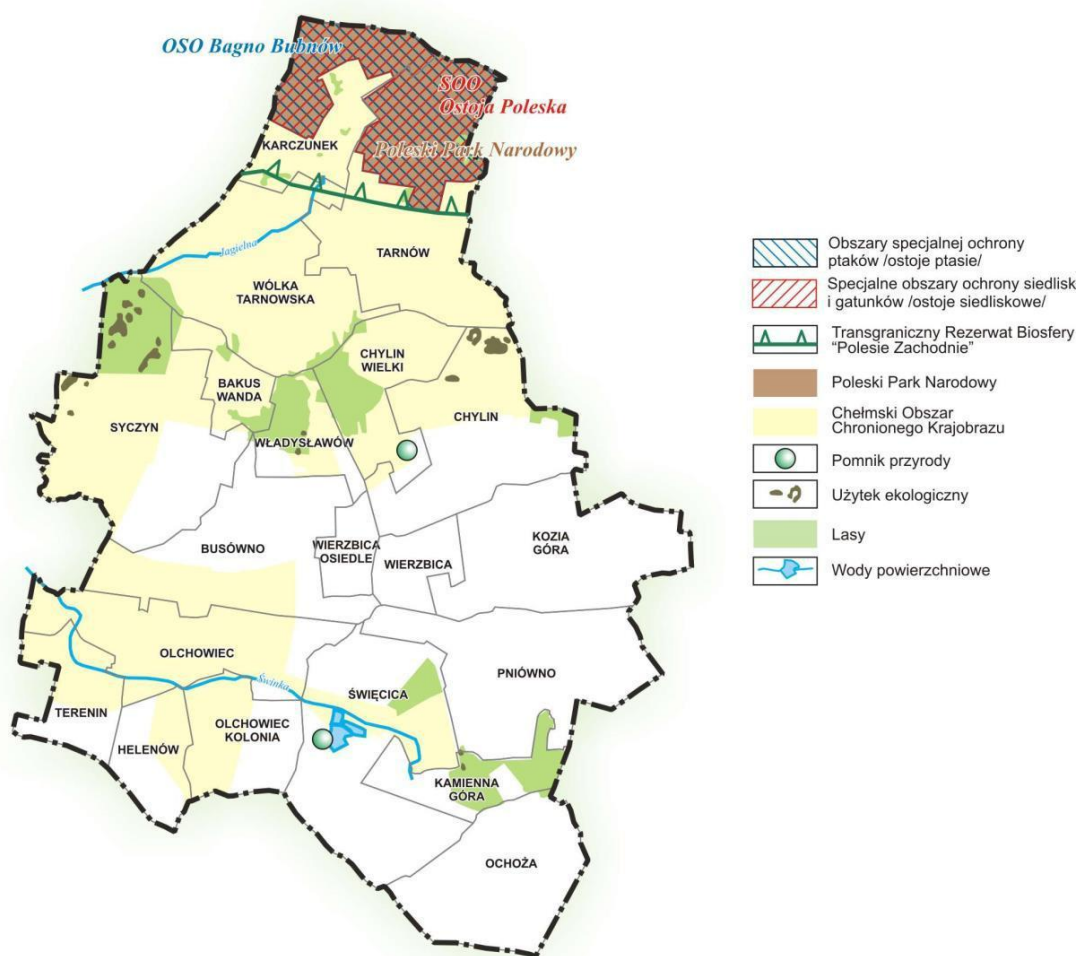 OSO Bagno Bubnów
SOO
Ostoja Poleska
KARCZUNEK
Poleski Park Narodowy
Jagielna
TARNÓW
WÓLKA
TARNOWSKA
CHYLIN
WIELKI
BAKUS
WANDA
SYCZYN
WŁADYSŁAWÓW
CHYLIN
BUSÓWNO
WIERZBICA
OSIEDLE
WIERZBICA
KOZIA
GÓRA
OLCHOWIEC
Świnka
ŚWIĘCICA
PNIÓWNO
TERENIN
HELENÓW
OLCHOWIEC
KOLONIA
KAMIENNA
GÓRA
OCHOŻA
Obszary specjalnej ochrony
ptaków /ostoje ptasie/
Specjalne obszary ochrony siedlisk
i gatunków /ostoje siedliskowe/
Transgraniczny Rezerwat Biosfery
"Polesie Zachodnie"
Poleski Park Narodowy
Chełmski Obszar
Chronionego Krajobrazu
Pomnik przyrody
Użytek ekologiczny
Lasy
Wody powierzchniowe